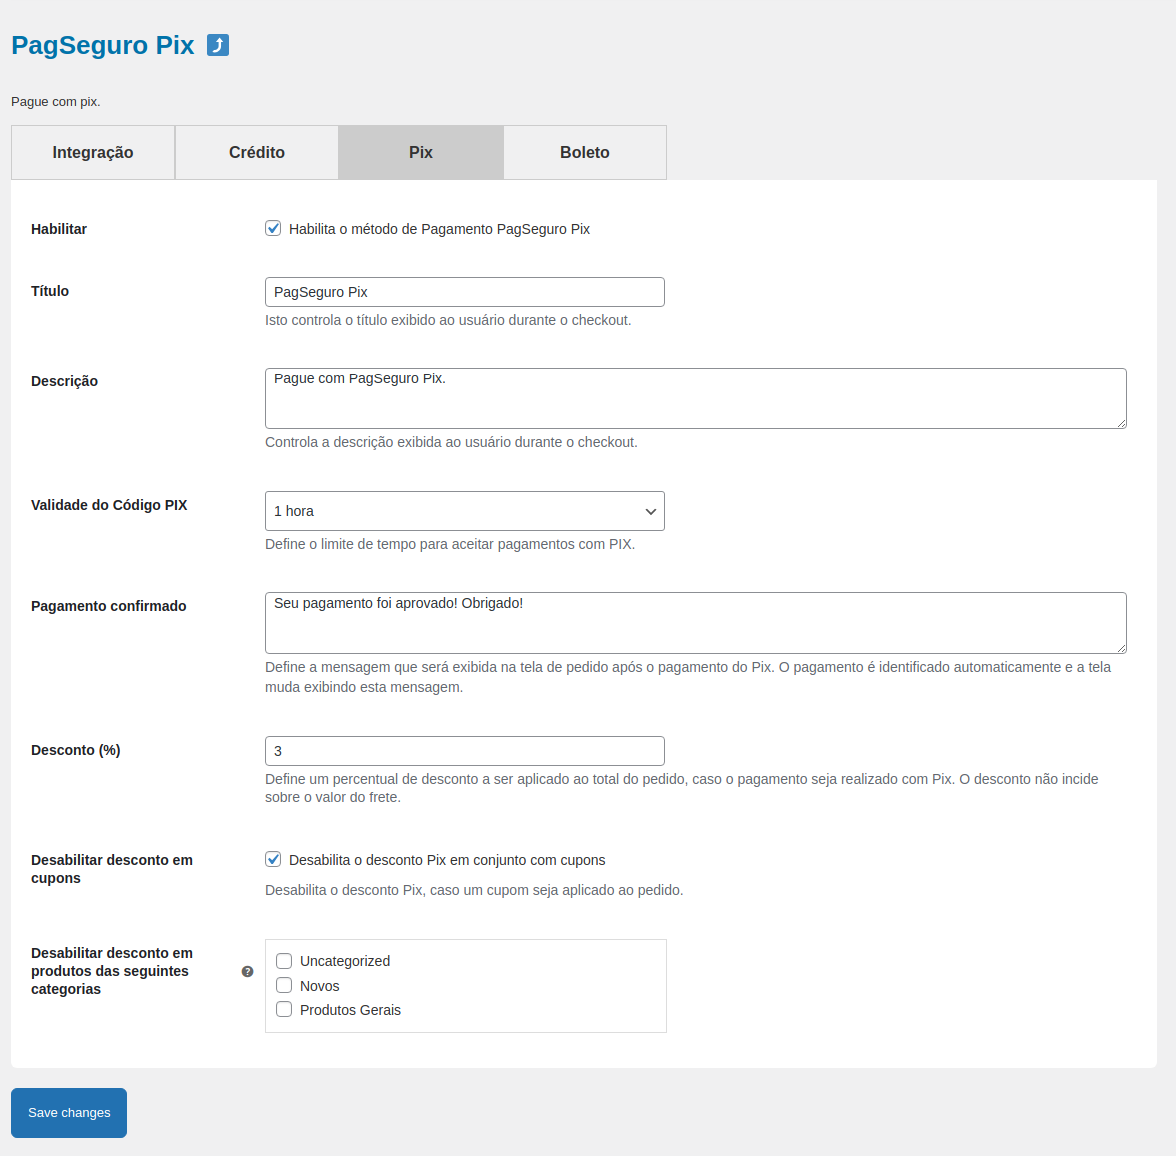 PagSeguro Pix ⤴
Pague com pix.
Integração
Crédito
Pix
Boleto
Habilitar
Habilita o método de Pagamento PagSeguro Pix
Título
PagSeguro Pix
Isto controla o título exibido ao usuário durante o checkout.
Descrição
Pague com PagSeguro Pix.
Controla a descrição exibida ao usuário durante o checkout.
Validade do Código PIX
1 hora
Define o limite de tempo para aceitar pagamentos com PIX.
Pagamento confirmado
Seu pagamento foi aprovado! Obrigado!
Define a mensagem que será exibida na tela de pedido após o pagamento do Pix. O pagamento é identificado automaticamente e a tela
muda exibindo esta mensagem.
Desconto (%)
3
Define um percentual de desconto a ser aplicado ao total do pedido, caso o pagamento seja realizado com Pix. O desconto não incide
sobre o valor do frete.
Desabilitar desconto em
cupons
Desabilita o desconto Pix em conjunto com cupons
Desabilita o desconto Pix, caso um cupom seja aplicado ao pedido.
Desabilitar desconto em
produtos das seguintes
categorias
?
Uncategorized
Novos
Produtos Gerais
Save changes